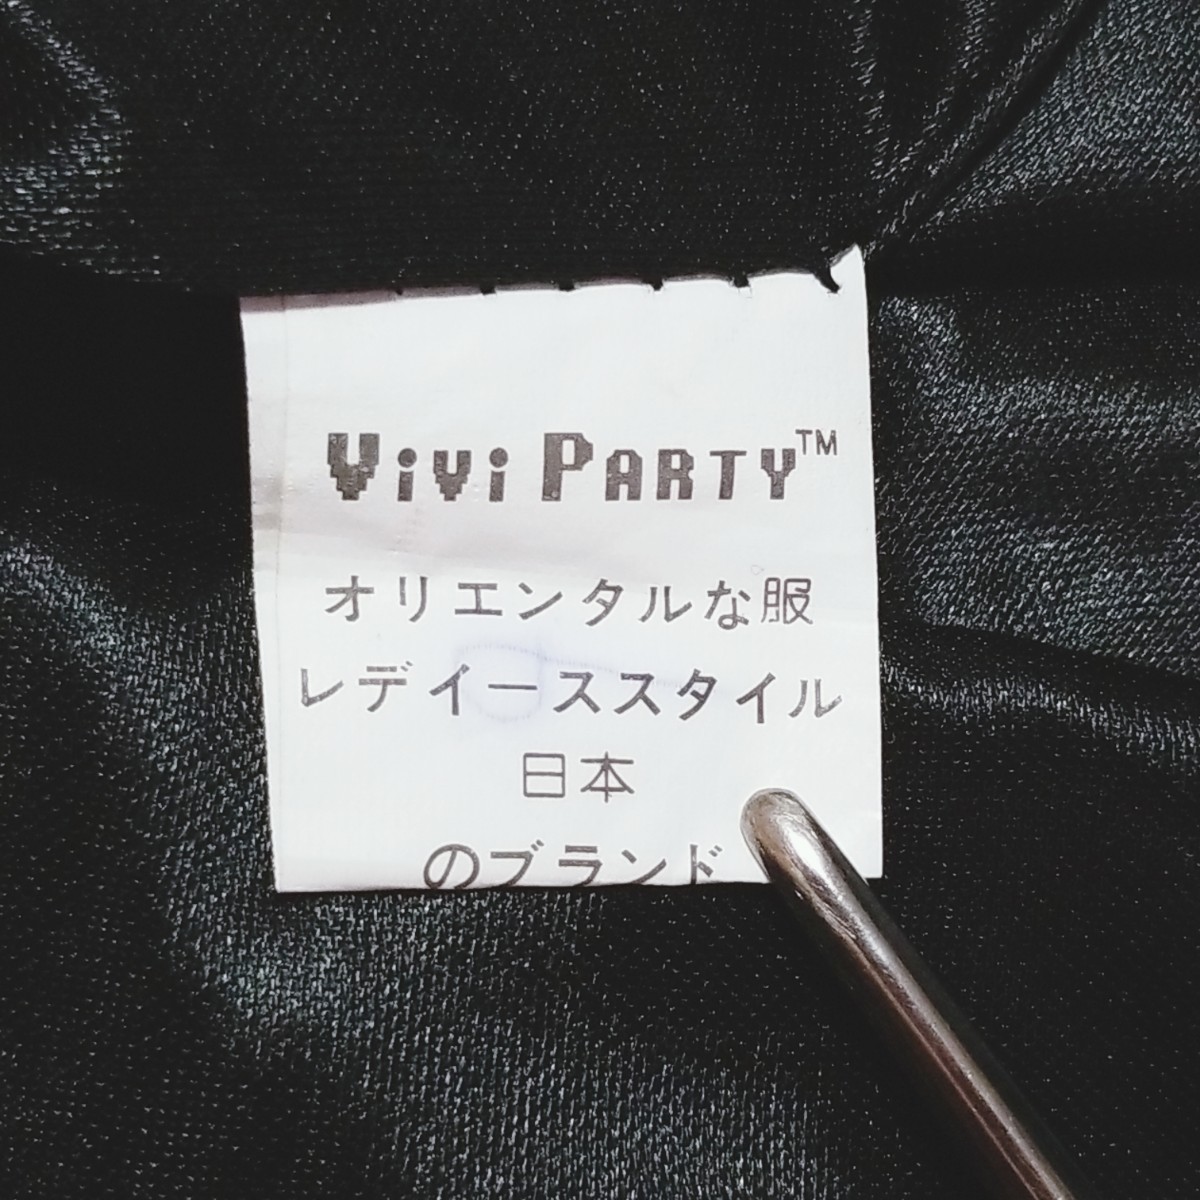 ViVi PARTY™
オリエンタルな服
レデイーススタイル
日本
のブランド